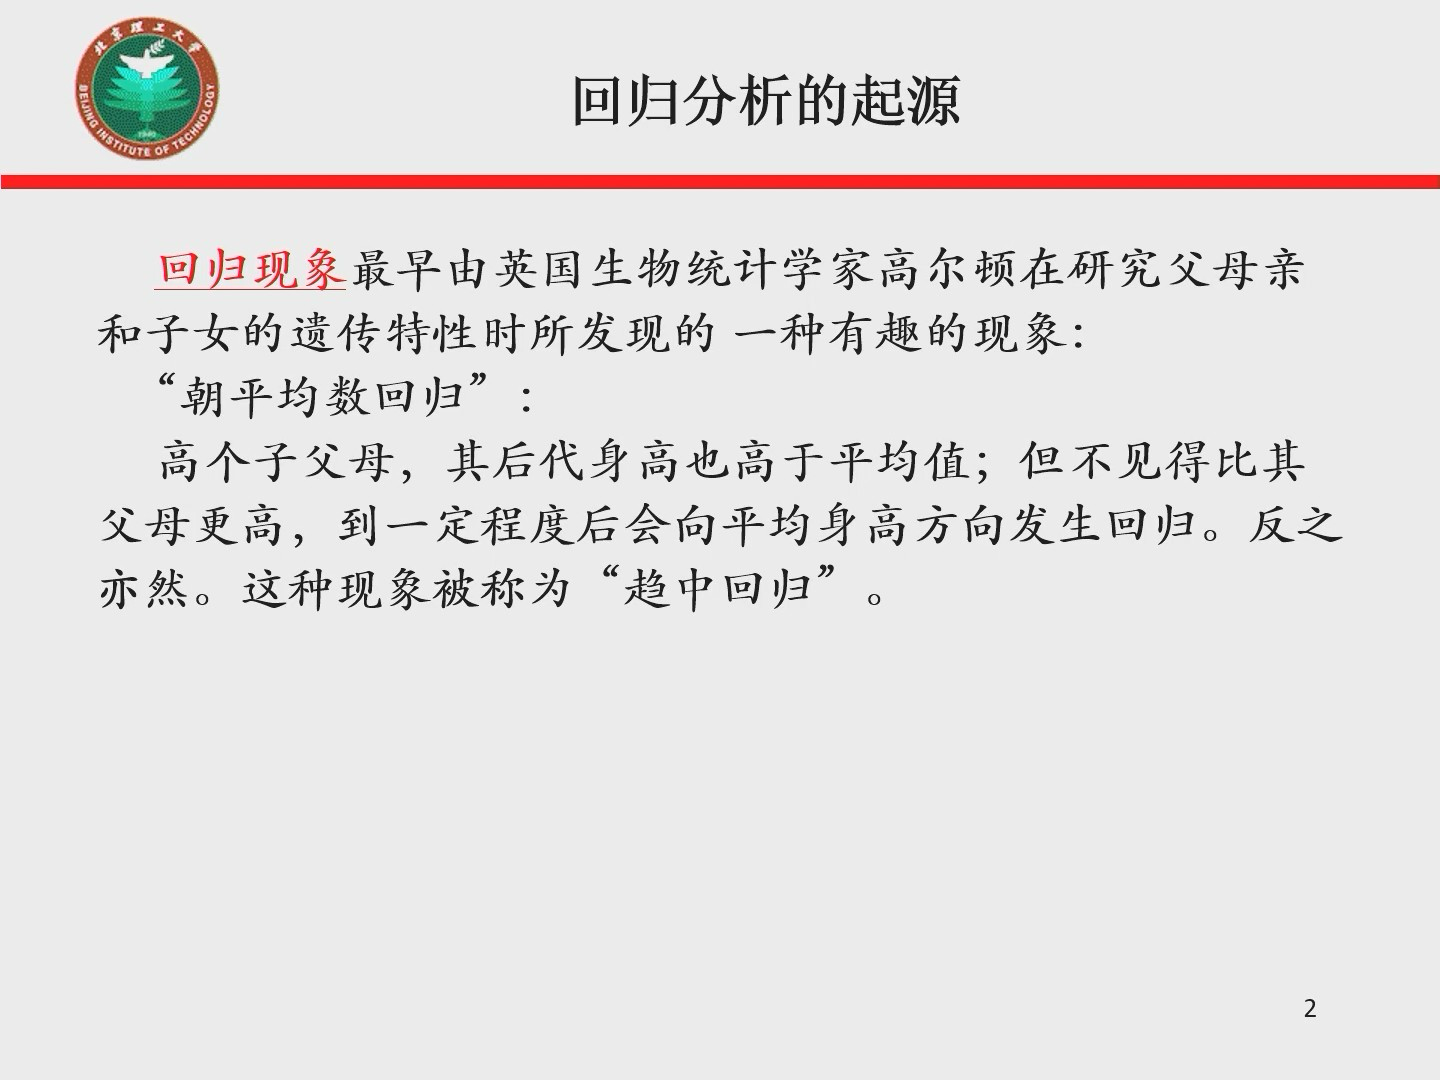 北京理工大学
BEIJING INSTITUTE OF TECHNOLOGY
1940
回归分析的起源
回归现象最早由英国生物统计学家高尔顿在研究父母亲
和子女的遗传特性时所发现的 一种有趣的现象：
“朝平均数回归”：
高个子父母，其后代身高也高于平均值；但不见得比其
父母更高，到一定程度后会向平均身高方向发生回归。反之
亦然。这种现象被称为“趋中回归”。
2